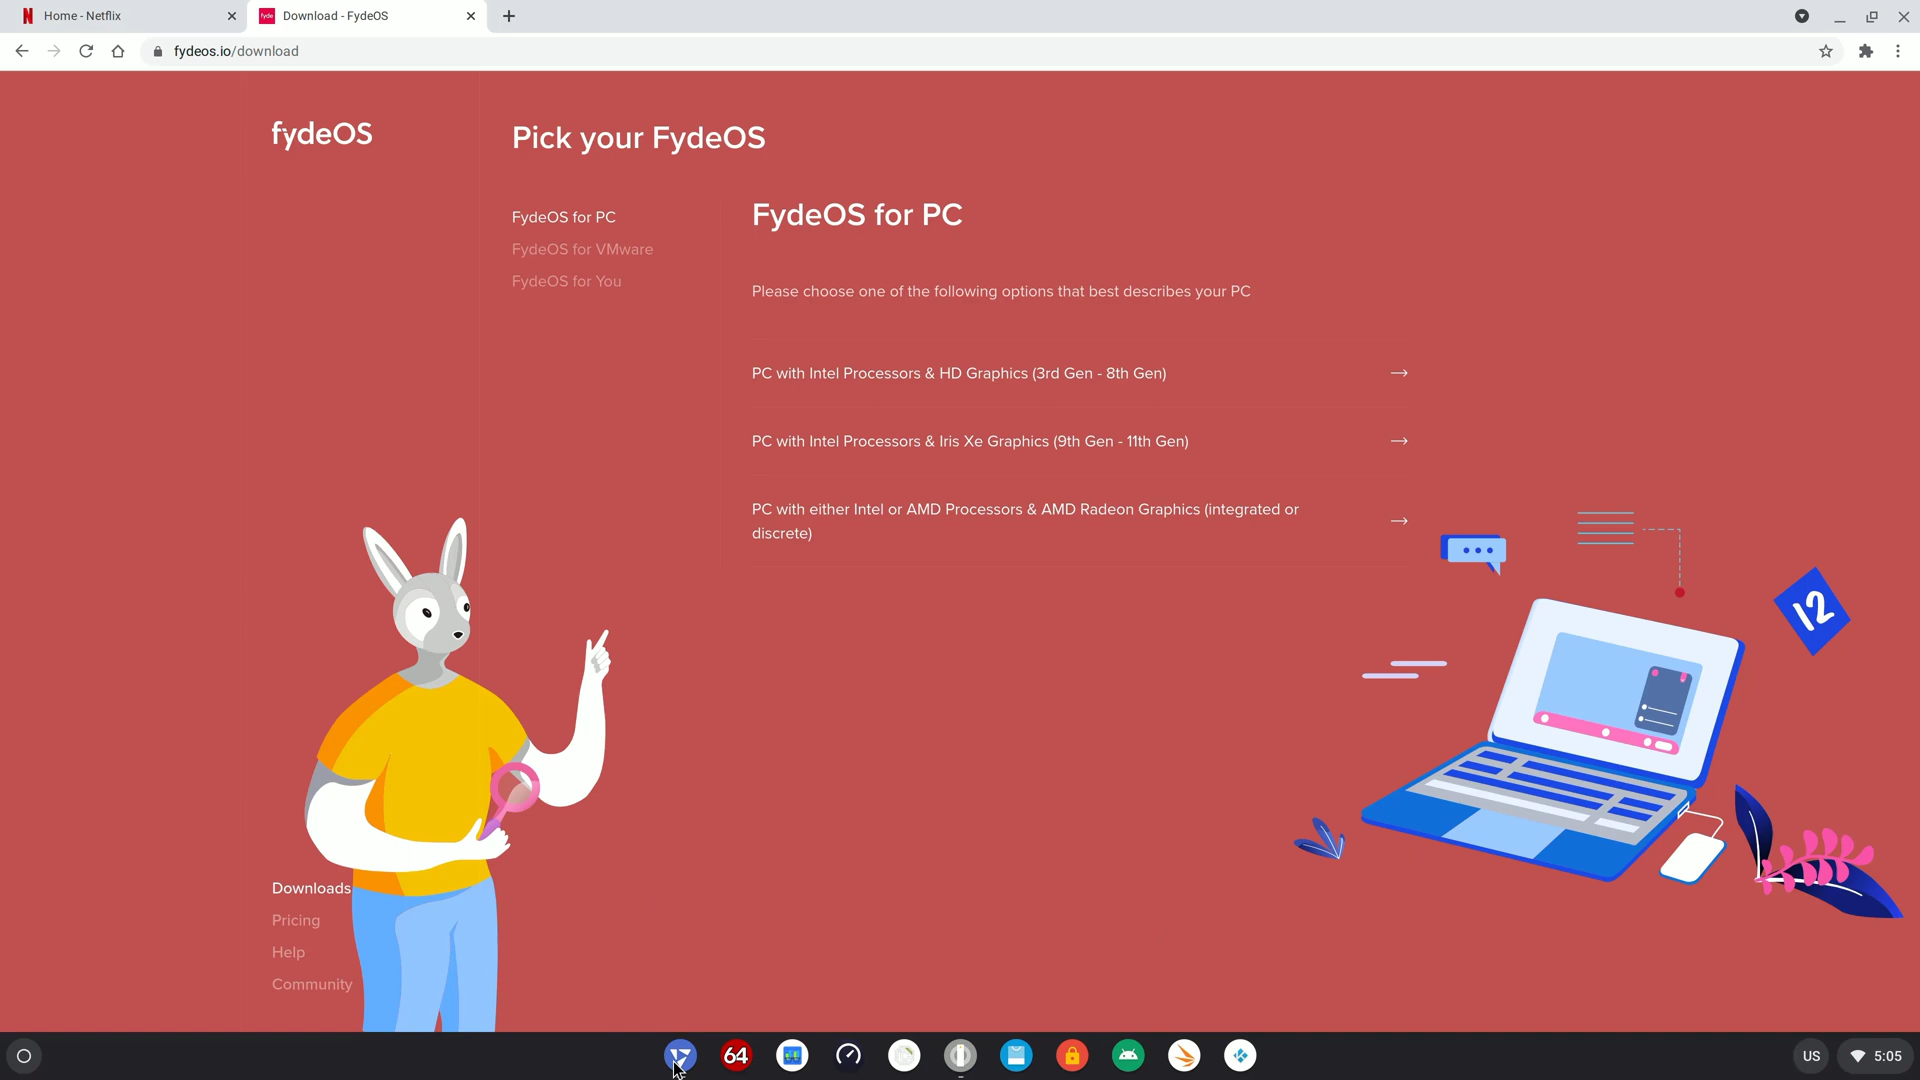 Home - Netflix
fyde
Download - FydeOS
fydeos.io/download
fydeOS
Pick your FydeOS
FydeOS for PC
FydeOS for VMware
FydeOS for You
FydeOS for PC
Please choose one of the following options that best describes your PC
PC with Intel Processors & HD Graphics (3rd Gen - 8th Gen)
PC with Intel Processors & Iris Xe Graphics (9th Gen - 11th Gen)
PC with either Intel or AMD Processors & AMD Radeon Graphics (integrated or
discrete)
12
Downloads
Pricing
Help
Community
64
US
5:05